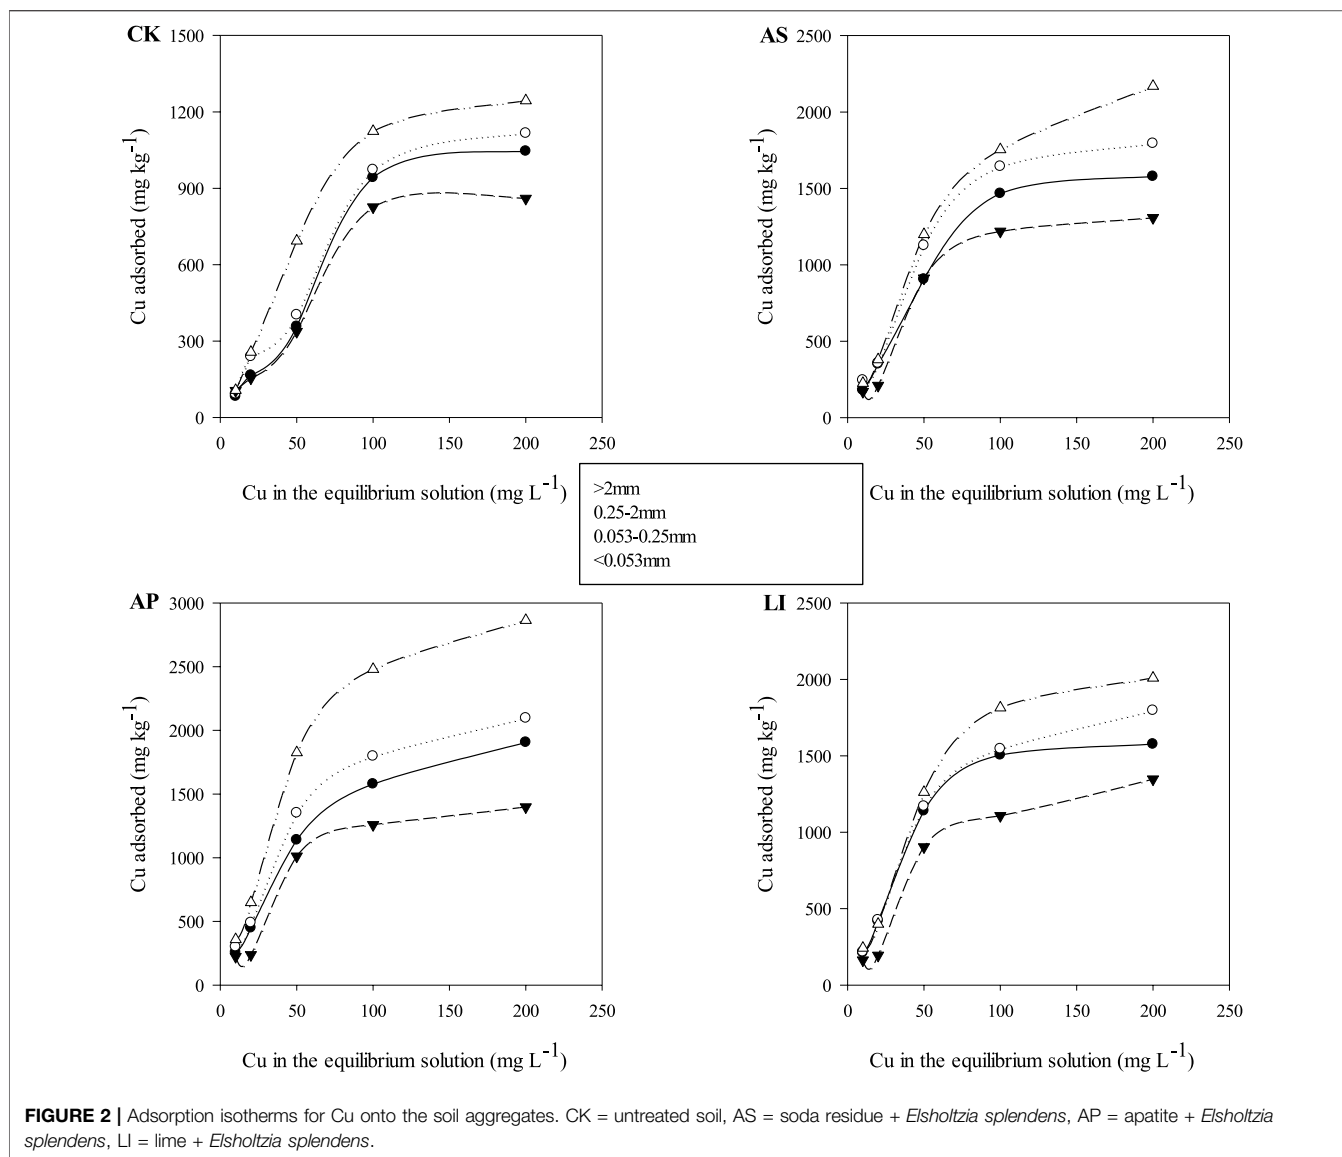 CK
1500
1200
900
600
300
0
Cu adsorbed (mg kg-1)
0 50 100 150 200 250
Cu in the equilibrium solution (mg L-1)
AS
2500
2000
1500
1000
500
0
Cu adsorbed (mg kg-1)
0 50 100 150 200 250
Cu in the equilibrium solution (mg L-1)
>2mm
0.25-2mm
0.053-0.25mm
<0.053mm
AP
3000
2500
2000
1500
1000
500
0
Cu adsorbed (mg kg-1)
0 50 100 150 200 250
Cu in the equilibrium solution (mg L-1)
LI
2500
2000
1500
1000
500
0
Cu adsorbed (mg kg-1)
0 50 100 150 200 250
Cu in the equilibrium solution (mg L-1)
FIGURE 2 | Adsorption isotherms for Cu onto the soil aggregates. CK = untreated soil, AS = soda residue + Elsholtzia splendens, AP = apatite + Elsholtzia
splendens, LI = lime + Elsholtzia splendens.